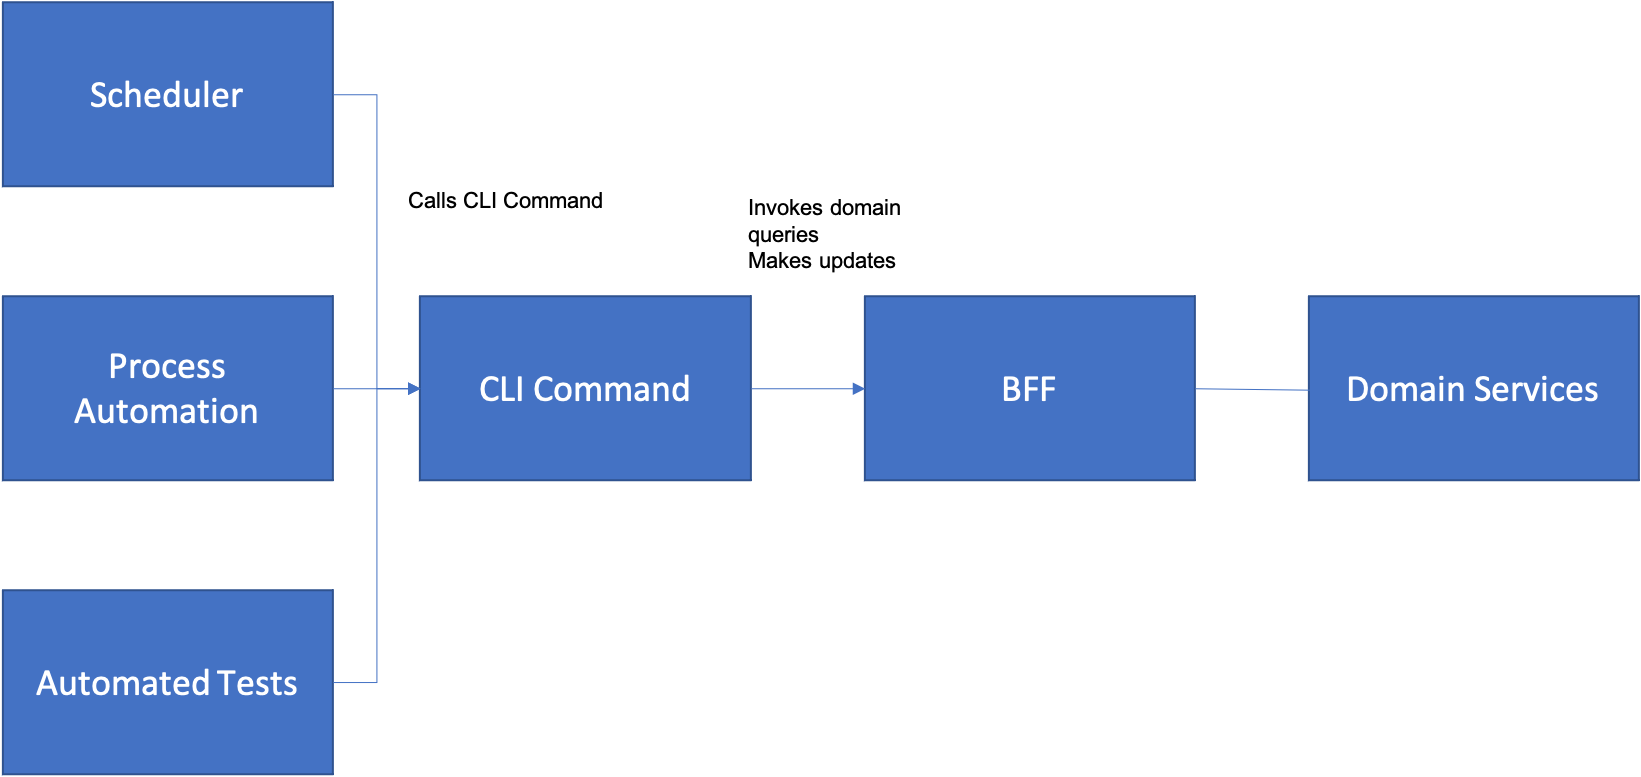 Scheduler
Calls CLI Command
Invokes domain
queries
Makes updates
Process
Automation
CLI Command
BFF
Domain Services
Automated Tests